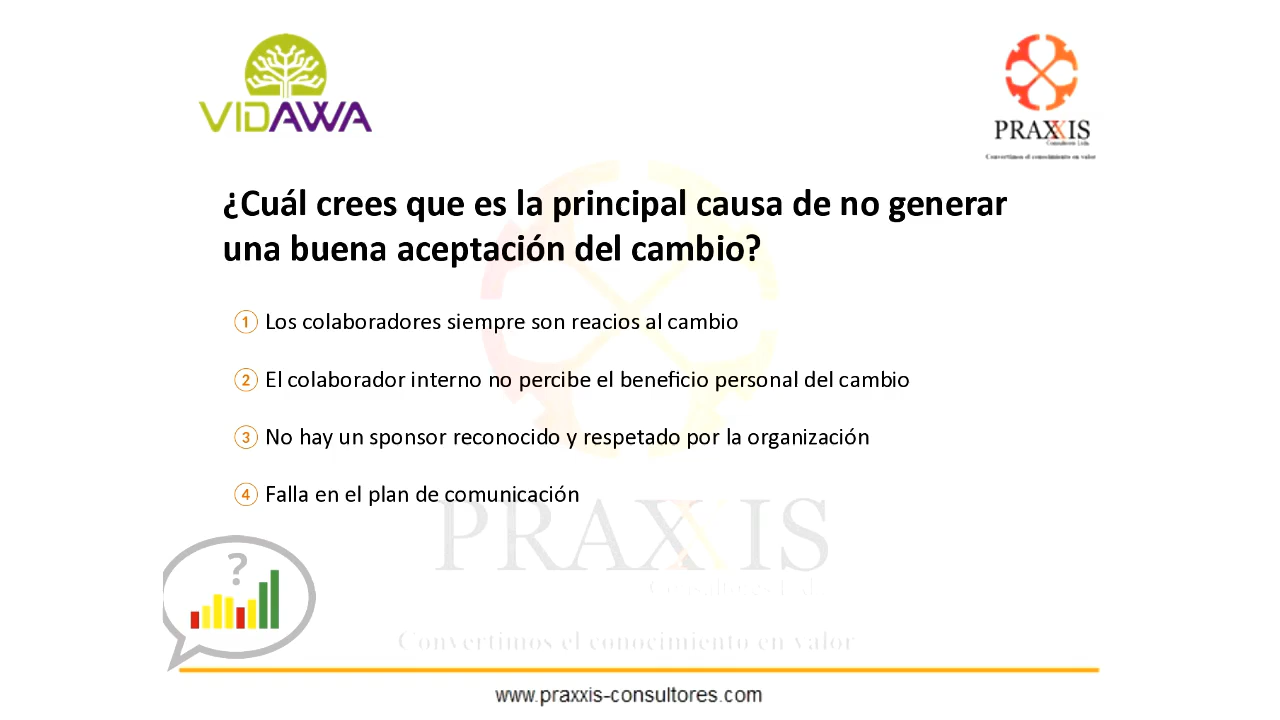 VIDAWA
PRAXXIS
Consultores Ltda.
Convertimos el conocimiento en valor
¿Cuál crees que es la principal causa de no generar
una buena aceptación del cambio?
1 Los colaboradores siempre son reacios al cambio
2 El colaborador interno no percibe el beneficio personal del cambio
3 No hay un sponsor reconocido y respetado por la organización
4 Falla en el plan de comunicación
PRAXXIS
Convertimos el conocimiento en valor
?
www.praxxis-consultores.com